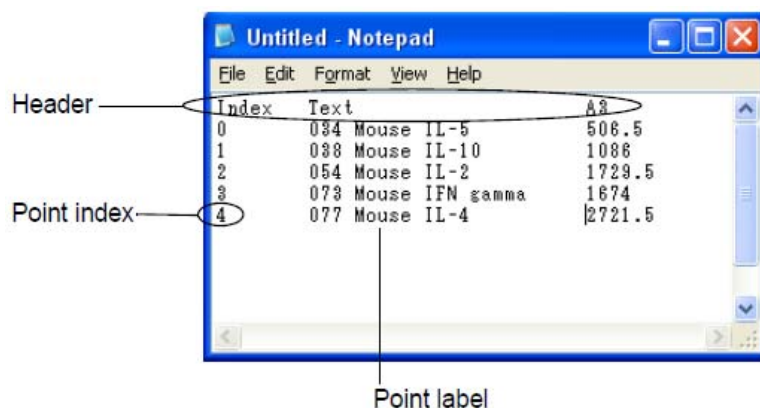 Untitled - Notepad
File Edit Format View Help
Header
Index Text A3
0 034 Mouse IL-5 506.5
1 038 Mouse IL-10 1086
2 054 Mouse IL-2 1729.5
3 073 Mouse IFN gamma 1674
Point index
4 077 Mouse IL-4 2721.5
Point label